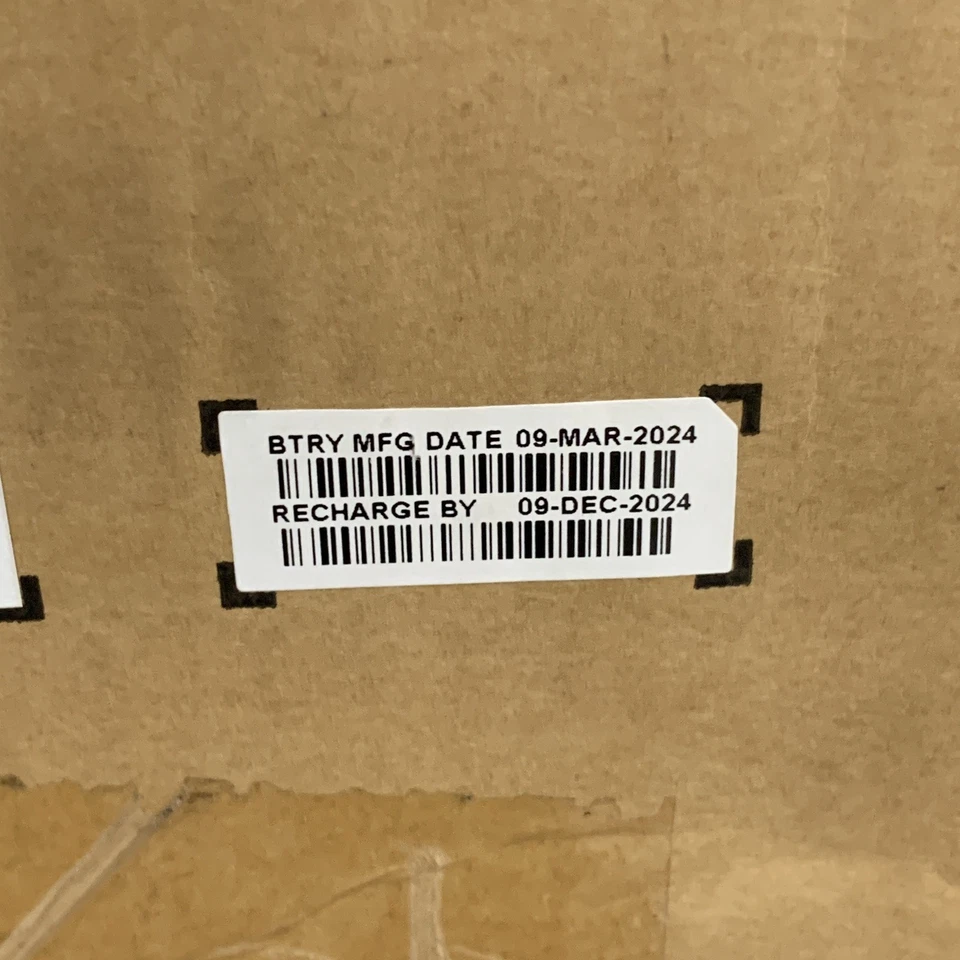 BTRY MFG DATE 09-MAR-2024
RECHARGE BY 09-DEC-2024